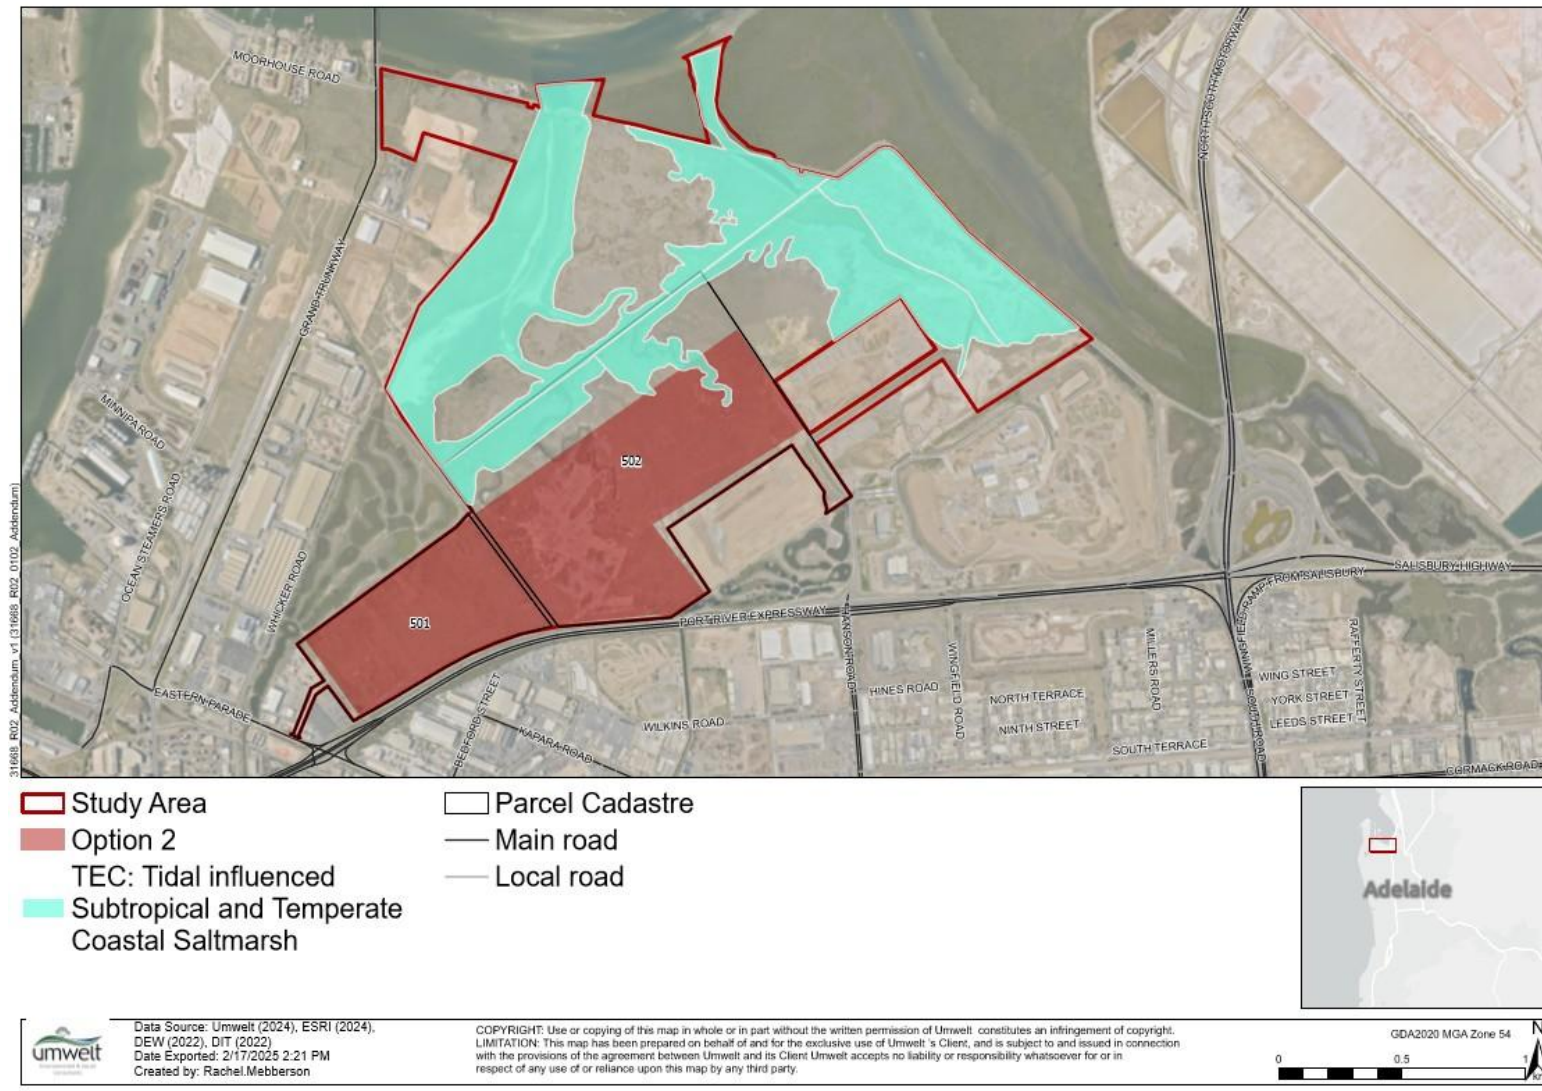 MOORHOUSE ROAD
NORTH SOUTH MOTORWAY
GRAND TRUNKWAY
MINNIPA ROAD
OCEAN STEAMERS ROAD
WHICKER ROAD
502
501
EASTERN PARADE
PORT RIVER EXPRESSWAY
SALISBURY HIGHWAY
WINGFIELD RAMP FROM SALISBURY
SOUTH ROAD
HANSON ROAD
WINGFIELD ROAD
MILLERS ROAD
RAFFERTY STREET
HINES ROAD
NORTH TERRACE
NINTH STREET
WING STREET
YORK STREET
LEEDS STREET
SOUTH TERRACE
CORMACK ROAD
WILKINS ROAD
KAPARA ROAD
BEDFORD STREET
31668_R02_Addendum_v1 (31668_R02_0102_Addendum)
Study Area
Option 2
TEC: Tidal influenced
Subtropical and Temperate
Coastal Saltmarsh
Parcel Cadastre
Main road
Local road
Adelaide
umwelt
Data Source: Umwelt (2024), ESRI (2024),
DEW (2022), DIT (2022)
Date Exported: 2/17/2025 2:21 PM
Created by: Rachel.Mebberson
COPYRIGHT: Use or copying of this map in whole or in part without the written permission of Umwelt constitutes an infringement of copyright.
LIMITATION: This map has been prepared on behalf of and for the exclusive use of Umwelt 's Client, and is subject to and issued in connection
with the provisions of the agreement between Umwelt and its Client Umwelt accepts no liability or responsibility whatsoever for or in
respect of any use of or reliance upon this map by any third party.
GDA2020 MGA Zone 54
N
0 0.5 1